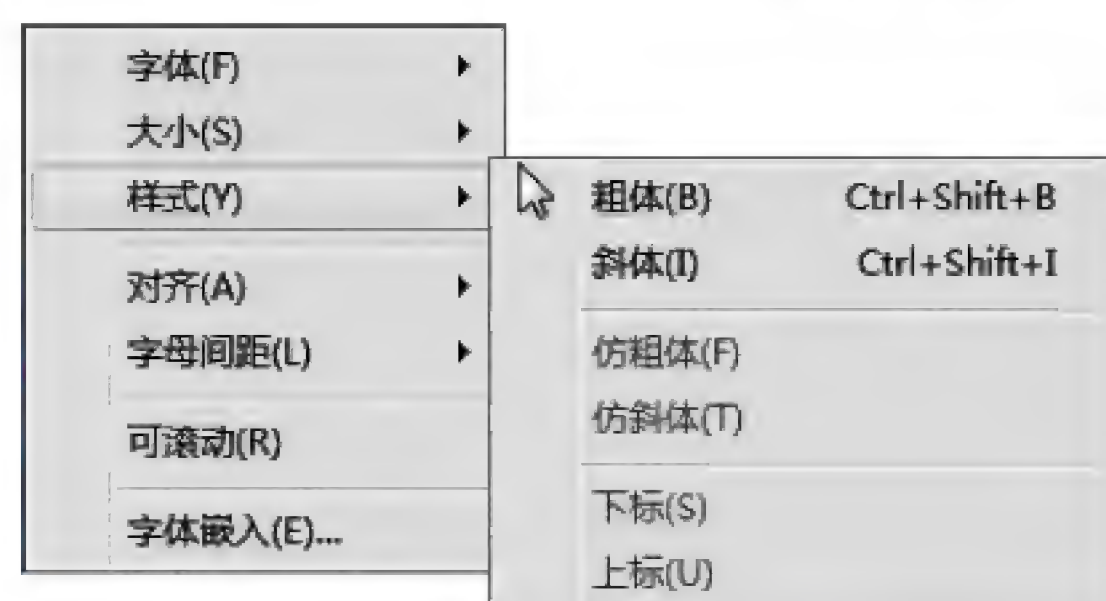 字体(F)
大小(S)
样式(Y)
对齐(A)
字母间距(L)
可滚动(R)
字体嵌入(E)...
粗体(B) Ctrl+Shift+B
斜体(I) Ctrl+Shift+I
仿粗体(F)
仿斜体(T)
下标(S)
上标(U)